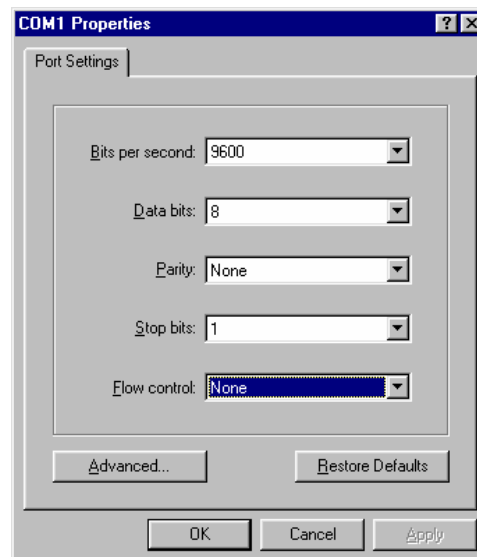 COM1 Properties
Port Settings
Bits per second: 9600
Data bits: 8
Parity: None
Stop bits: 1
Flow control: None
Advanced... Restore Defaults
OK Cancel Apply